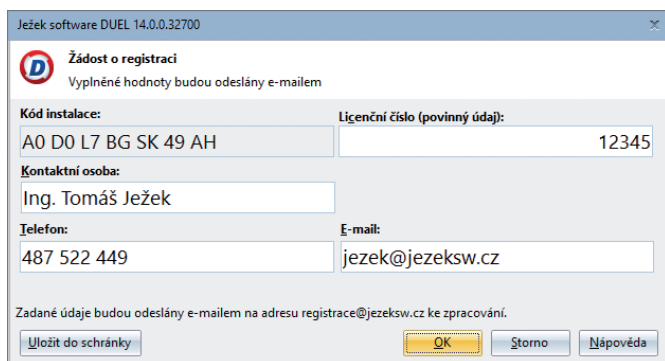 Ježek software DUEL 14.0.0.32700
Žádost o registraci
Vyplněné hodnoty budou odeslány e-mailem
Kód instalace:
Licenční číslo (povinný údaj):
A0 D0 L7 BG SK 49 AH
12345
Kontaktní osoba:
Ing. Tomáš Ježek
Telefon:
E-mail:
487 522 449
jezek@jezeksw.cz
Zadané údaje budou odeslány e-mailem na adresu registrace@jezeksw.cz ke zpracování.
Uložit do schránky
OK
Storno
Nápověda